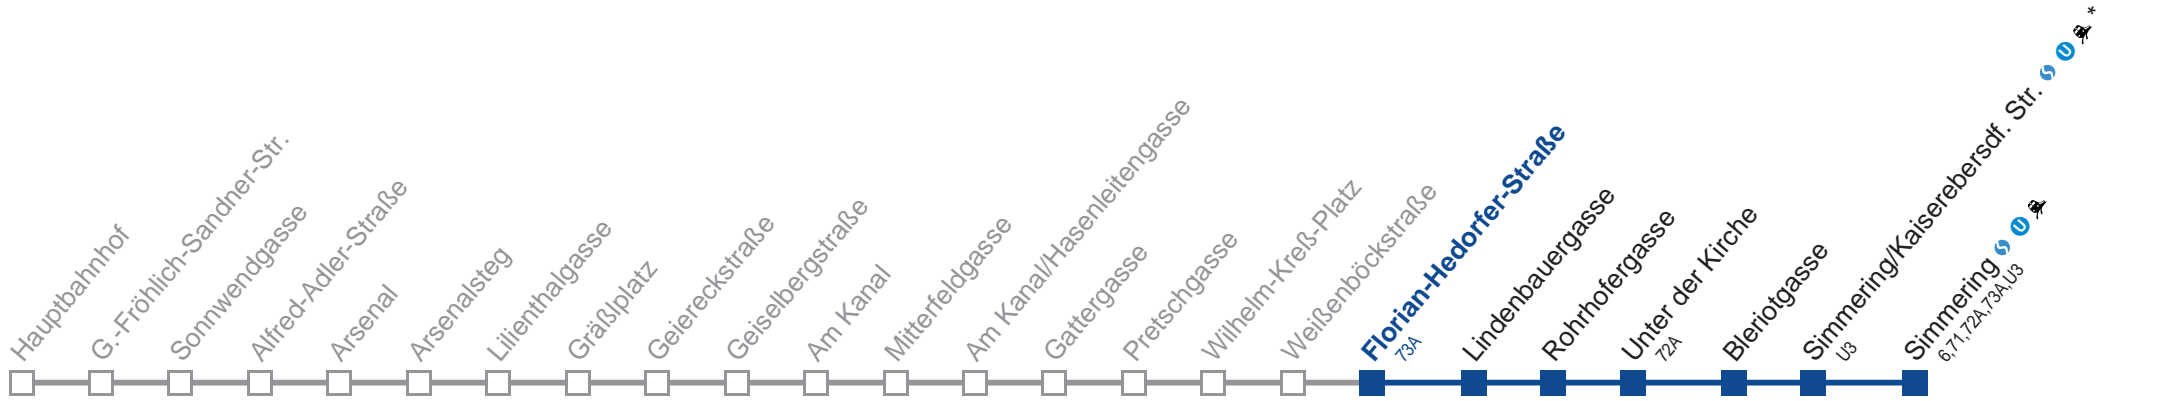 Hauptbahnhof
G.-Fröhlich-Sandner-Str.
Sonnwendgasse
Alfred-Adler-Straße
Arsenal
Arsenalsteg
Lilienthalgasse
Gräßlplatz
Geiereckstraße
Geiselbergstraße
Am Kanal
Mitterfeldgasse
Am Kanal/Hasenleitengasse
Gattergasse
Pretschgasse
Wilhelm-Kreß-Platz
Weißenböckstraße
Florian-Hedorfer-Straße
73A
Lindenbauergasse
Rohrhofergasse
Unter der Kirche
72A
Bleriotgasse
Simmering/Kaiserebersdf. Str. S U *
U3
Simmering S U
6,71,72A,73A,U3